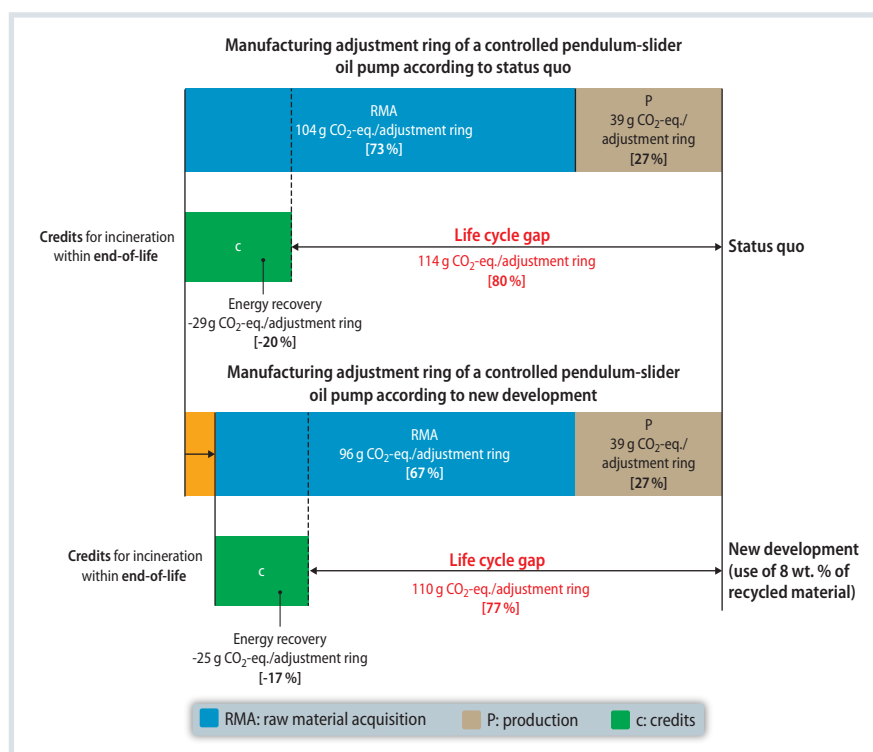 Manufacturing adjustment ring of a controlled pendulum-slider
oil pump according to status quo
RMA
104 g CO₂-eq./adjustment ring
[73 %]
P
39 g CO₂-eq./
adjustment ring
[27 %]
Credits for incineration
within end-of-life
c
Life cycle gap
114 g CO₂-eq./adjustment ring
[80 %]
Status quo
Energy recovery
-29 g CO₂-eq./adjustment ring
[-20 %]
Manufacturing adjustment ring of a controlled pendulum-slider
oil pump according to new development
RMA
96 g CO₂-eq./adjustment ring
[67 %]
P
39 g CO₂-eq./
adjustment ring
[27 %]
Credits for incineration
within end-of-life
c
Life cycle gap
110 g CO₂-eq./adjustment ring
[77 %]
New development
(use of 8 wt. % of
recycled material)
Energy recovery
-25 g CO₂-eq./adjustment ring
[-17 %]
RMA: raw material acquisition
P: production
c: credits